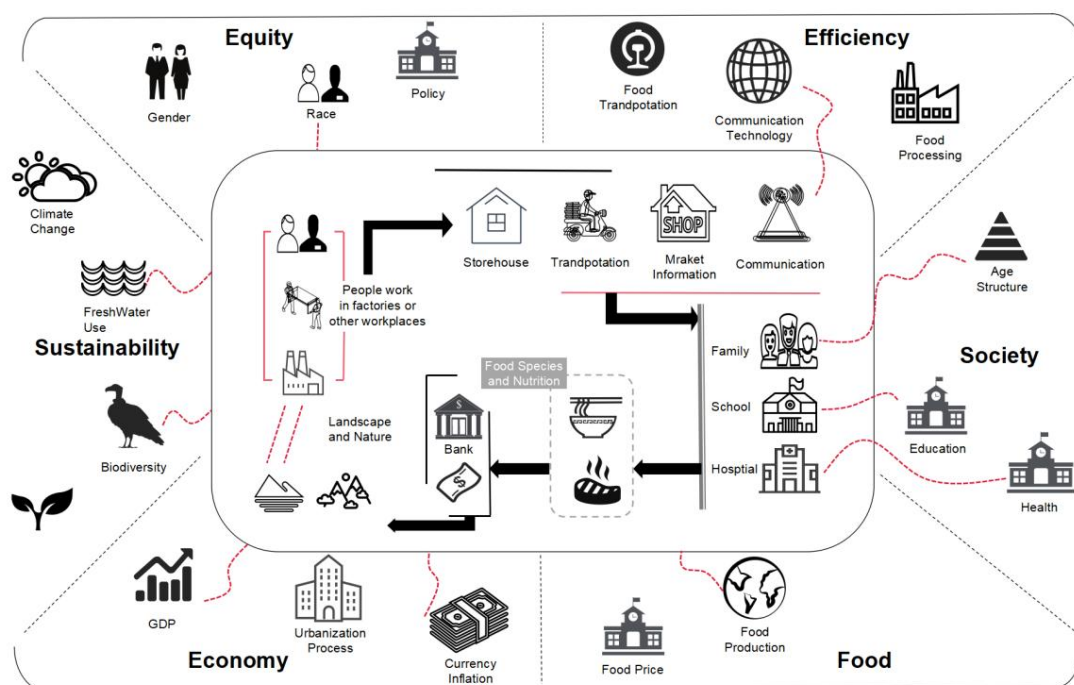 Equity
Efficiency
Gender
Race
Policy
Food
Trandpotation
Communication
Technology
Food
Processing
Climate
Change
FreshWater
Use
Sustainability
Biodiversity
People work
in factories or
other workplaces
Storehouse
Trandpotation
SHOP
Mraket
Information
Communication
Age
Structure
Family
Society
School
Education
Hosptial
Health
Food Species
and Nutrition
Landscape
and Nature
Bank
$
$
GDP
Urbanization
Process
Economy
Currency
Inflation
Food Price
Food
Production
Food